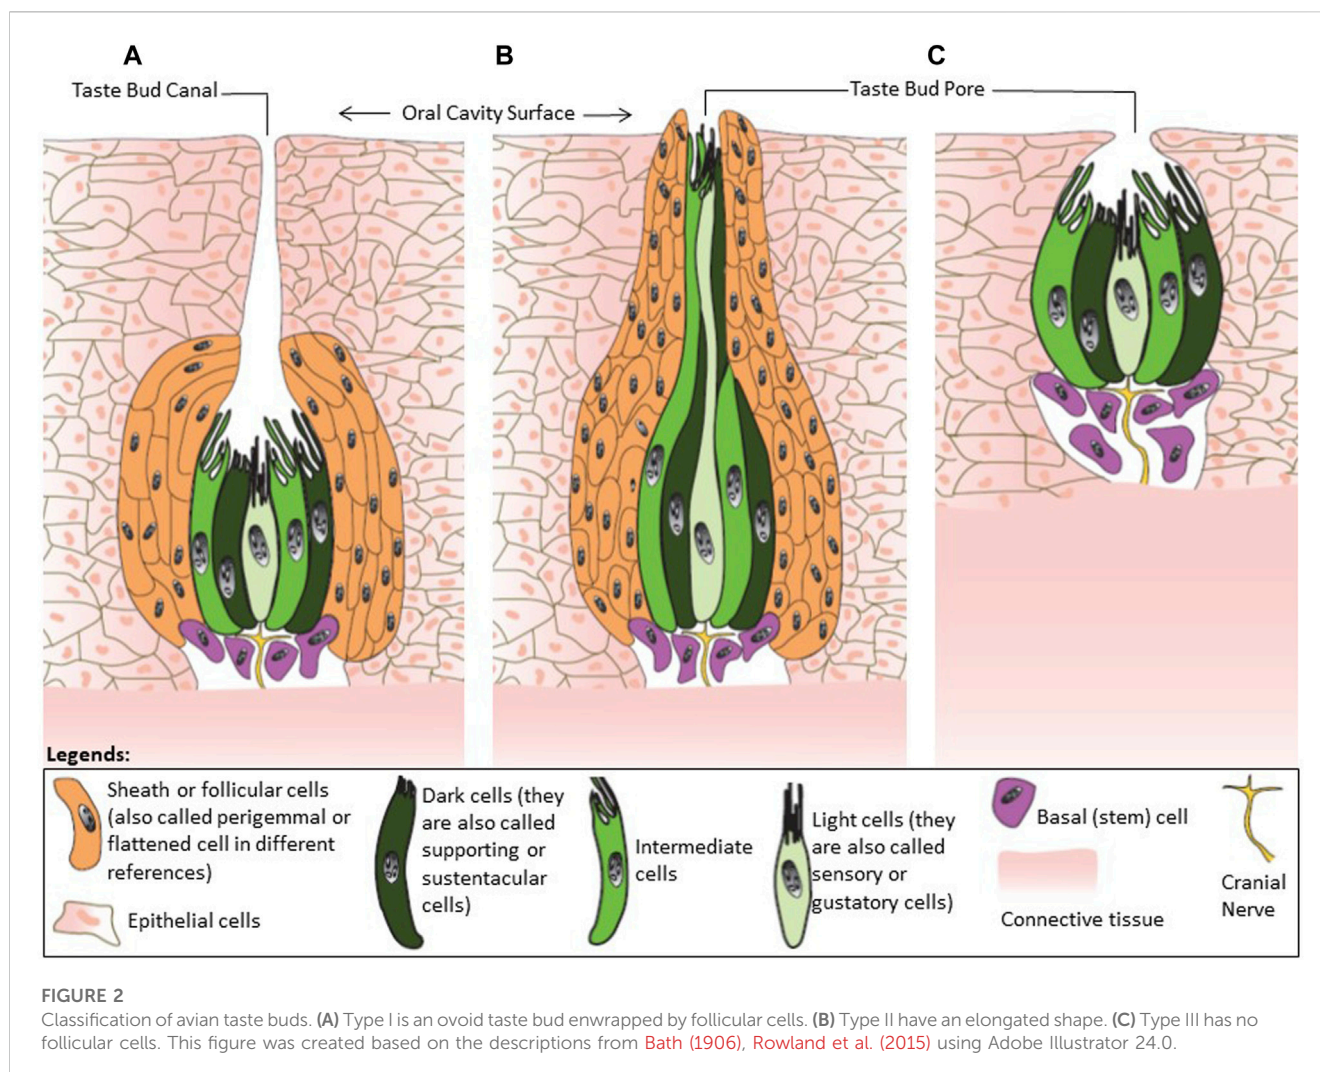 A
B
C
Taste Bud Canal
Oral Cavity Surface
Taste Bud Pore
Legends:
Sheath or follicular cells
(also called perigemmal or
flattened cell in different
references)
Epithelial cells
Dark cells (they
are also called
supporting or
sustentacular
cells)
Intermediate
cells
Light cells (they
are also called
sensory or
gustatory cells)
Basal (stem) cell
Connective tissue
Cranial
Nerve
FIGURE 2
Classification of avian taste buds. (A) Type I is an ovoid taste bud enwrapped by follicular cells. (B) Type II have an elongated shape. (C) Type III has no
follicular cells. This figure was created based on the descriptions from Bath (1906), Rowland et al. (2015) using Adobe Illustrator 24.0.